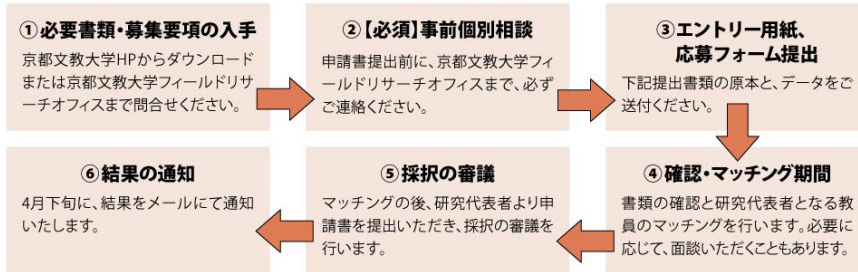 ①必要書類・募集要項の入手
京都文教大学HPからダウンロード
または京都文教大学フィールドリサ
ーチオフィスまで問合せください。
②【必須】事前個別相談
申請書提出前に、京都文教大学フィ
ールドリサーチオフィスまで、必ず
ご連絡ください。
③エントリー用紙、
応募フォーム提出
下記提出書類の原本と、データをご
送付ください。
④確認・マッチング期間
書類の確認と研究代表者となる教
員のマッチングを行います。必要に
応じて、面談いただくこともあります。
⑤採択の審議
マッチングの後、研究代表者より申
請書を提出いただき、採択の審議を
行います。
⑥結果の通知
4月下旬に、結果をメールにて通知
いたします。